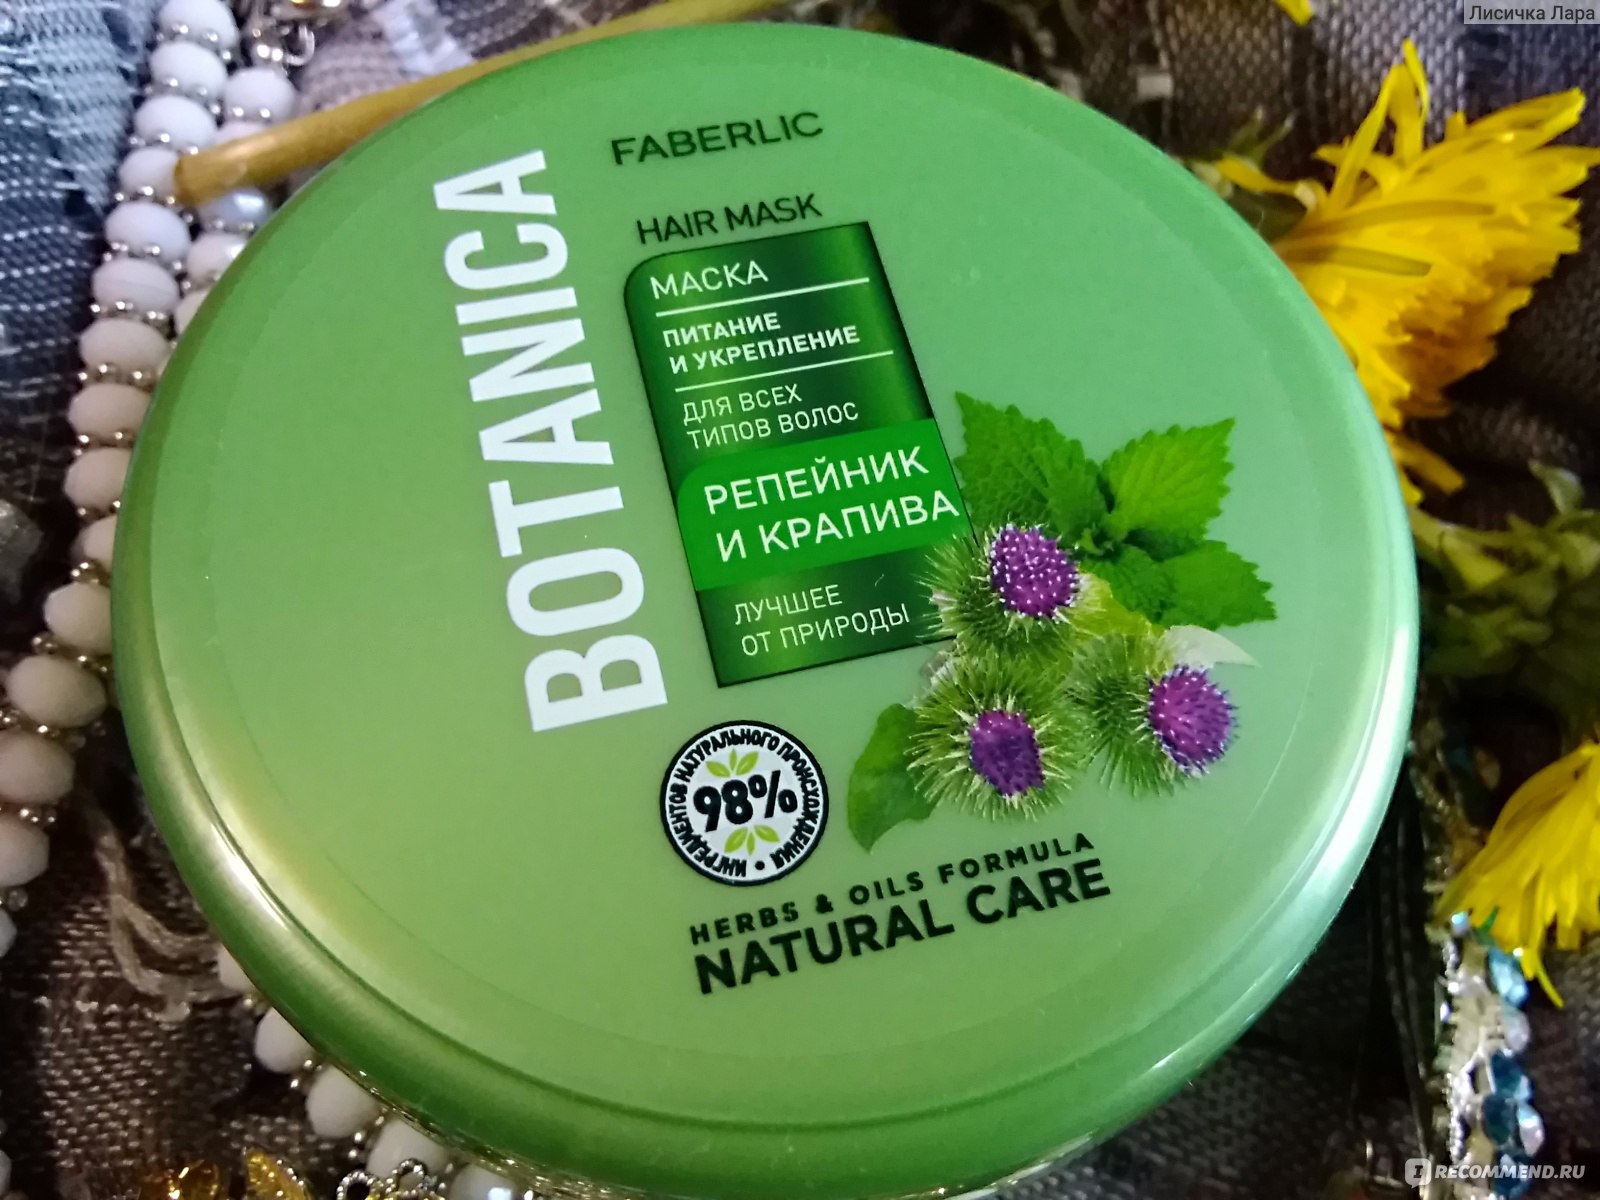 Лисичка Лара
FABERLIC
BOTANICA
HAIR MASK
МАСКА
ПИТАНИЕ
И УКРЕПЛЕНИЕ
ДЛЯ ВСЕХ
ТИПОВ ВОЛОС
РЕПЕЙНИК
И КРАПИВА
ЛУЧШЕЕ
ОТ ПРИРОДЫ
98%
ИНГРЕДИЕНТОВ НАТУРАЛЬНОГО ПРОИСХОЖДЕНИЯ •
HERBS & OILS FORMULA
NATURAL CARE
IRECOMMEND.RU